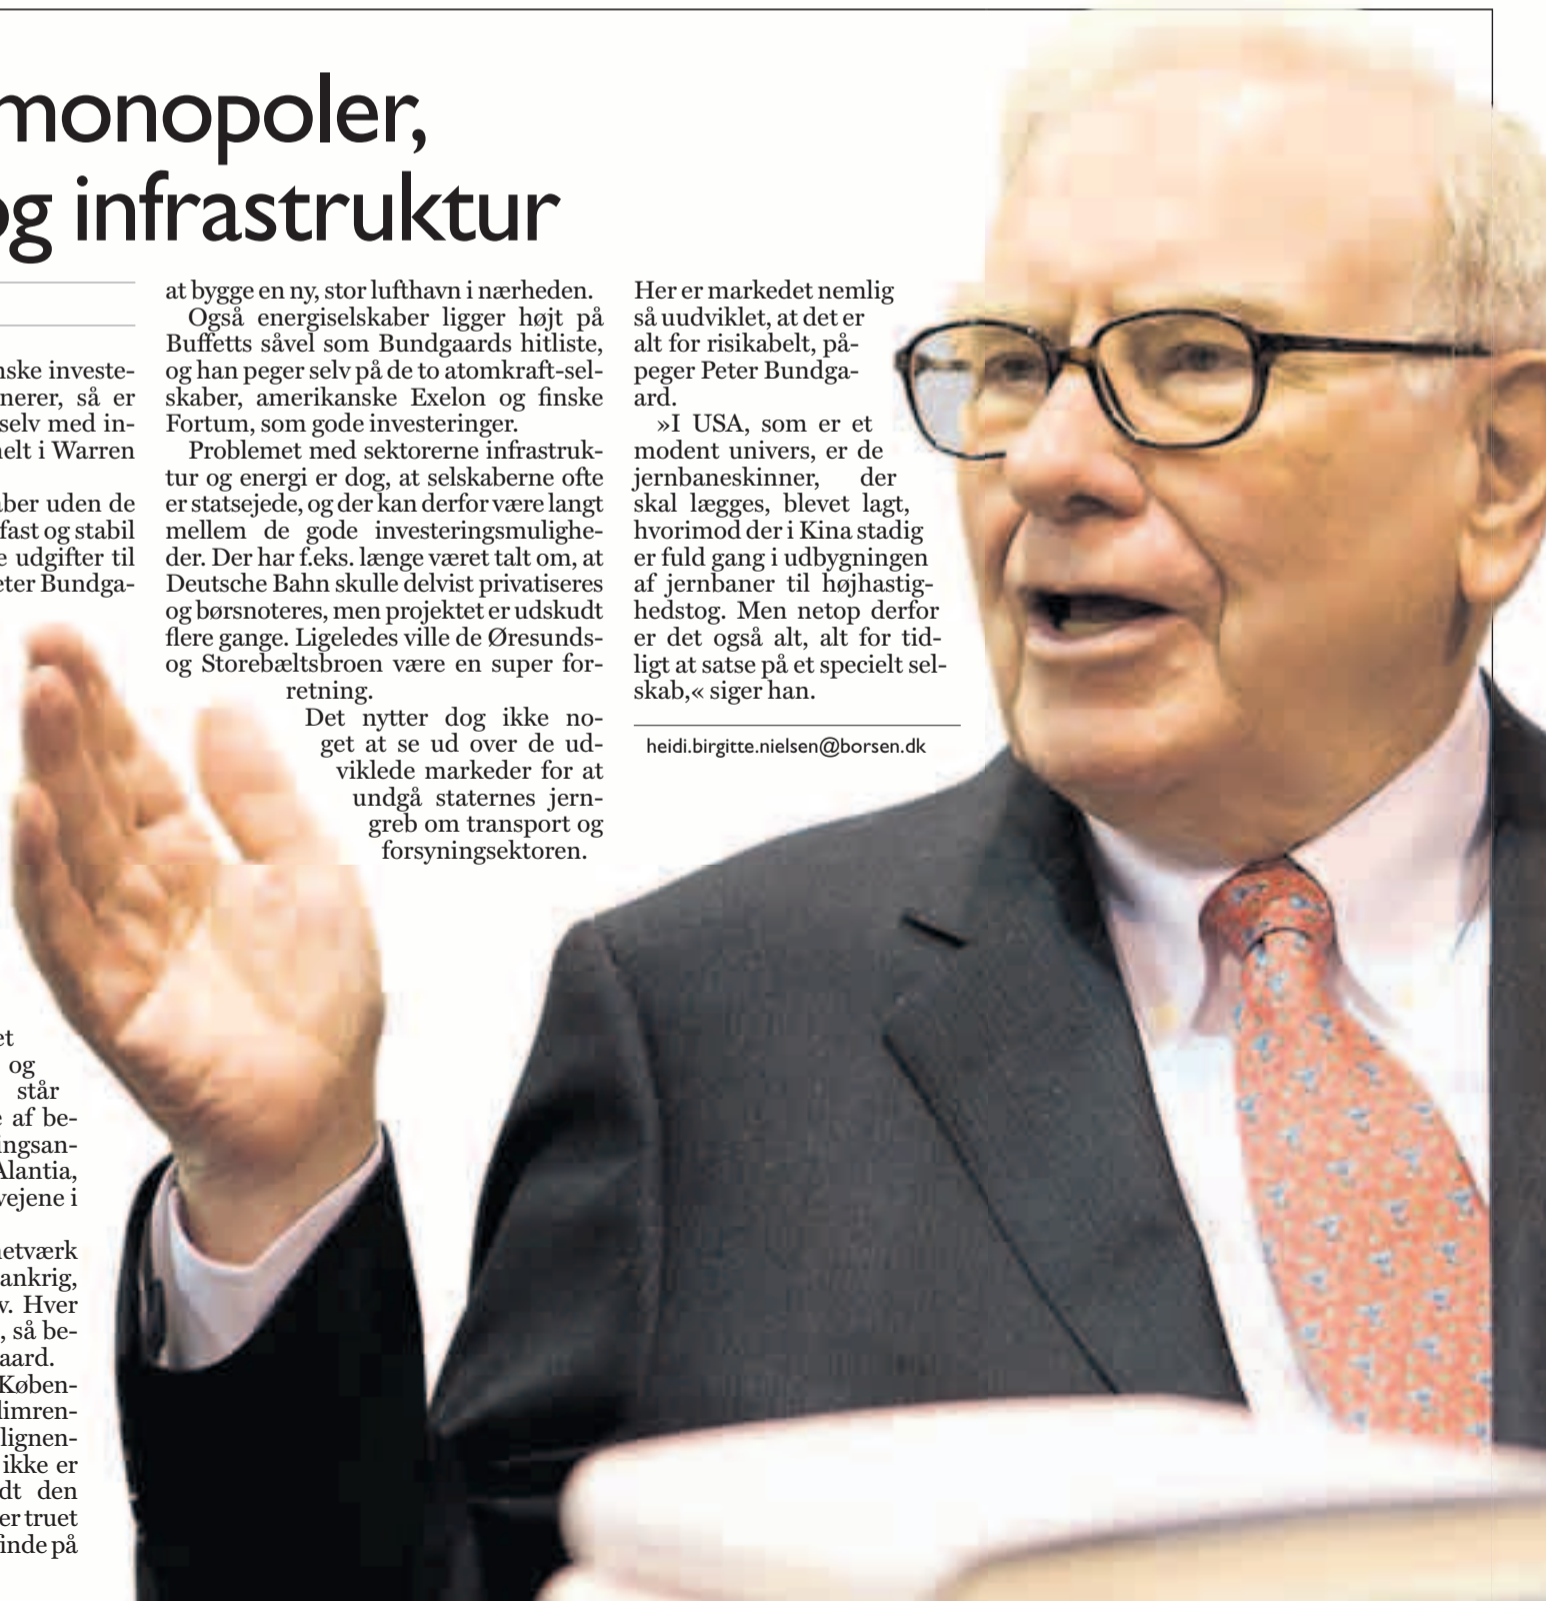 monopoler,
og infrastruktur
nske investe-
nerer, så er
selv med in-
elt i Warren
ber uden de
fast og stabil
e udgifter til
eter Bundga-
et
og
står
e af be-
ingsan-
Alantia,
vejene i
netværk
ankrig,
v. Hver
, så be-
aard.
Køben-
limren-
lignen-
ikke er
dt den
er truet
finde på
at bygge en ny, stor lufthavn i nærheden.
Også energiselskaber ligger højt på
Buffetts såvel som Bundgaards hitliste,
og han peger selv på de to atomkraft-sel-
skaber, amerikanske Exelon og finske
Fortum, som gode investeringer.
Problemet med sektorerne infrastruk-
tur og energi er dog, at selskaberne ofte
er statsejede, og der kan derfor være langt
mellem de gode investeringsmulighe-
der. Der har f.eks. længe været talt om, at
Deutsche Bahn skulle delvist privatiseres
og børsnoteres, men projektet er udskudt
flere gange. Ligeledes ville de Øresunds-
og Storebæltsbroen være en super for-
retning.
Det nytter dog ikke no-
get at se ud over de ud-
viklede markeder for at
undgå staternes jern-
greb om transport og
forsyningsektoren.
Her er markedet nemlig
så uudviklet, at det er
alt for risikabelt, på-
peger Peter Bundga-
ard.
»I USA, som er et
modent univers, er de
jernbaneskinner, der
skal lægges, blevet lagt,
hvorimod der i Kina stadig
er fuld gang i udbygningen
af jernbaner til højhastig-
hedstog. Men netop derfor
er det også alt, alt for tid-
ligt at satse på et specielt sel-
skab,« siger han.
heidi.birgitte.nielsen@borsen.dk